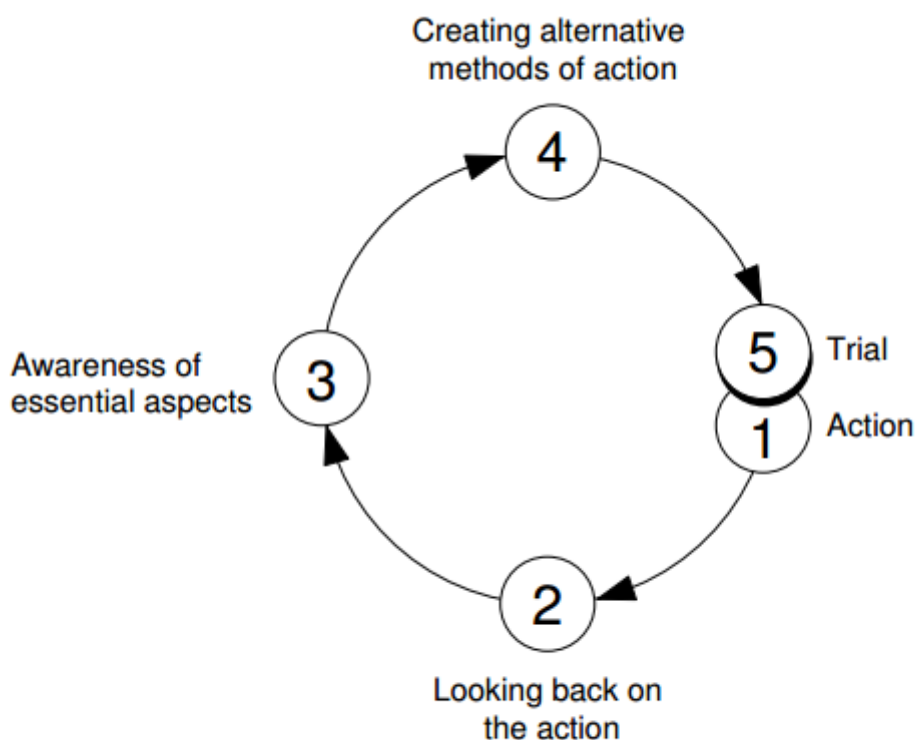 Creating alternative
methods of action
4
5
Trial
Awareness of
essential aspects
3
1
Action
2
Looking back on
the action